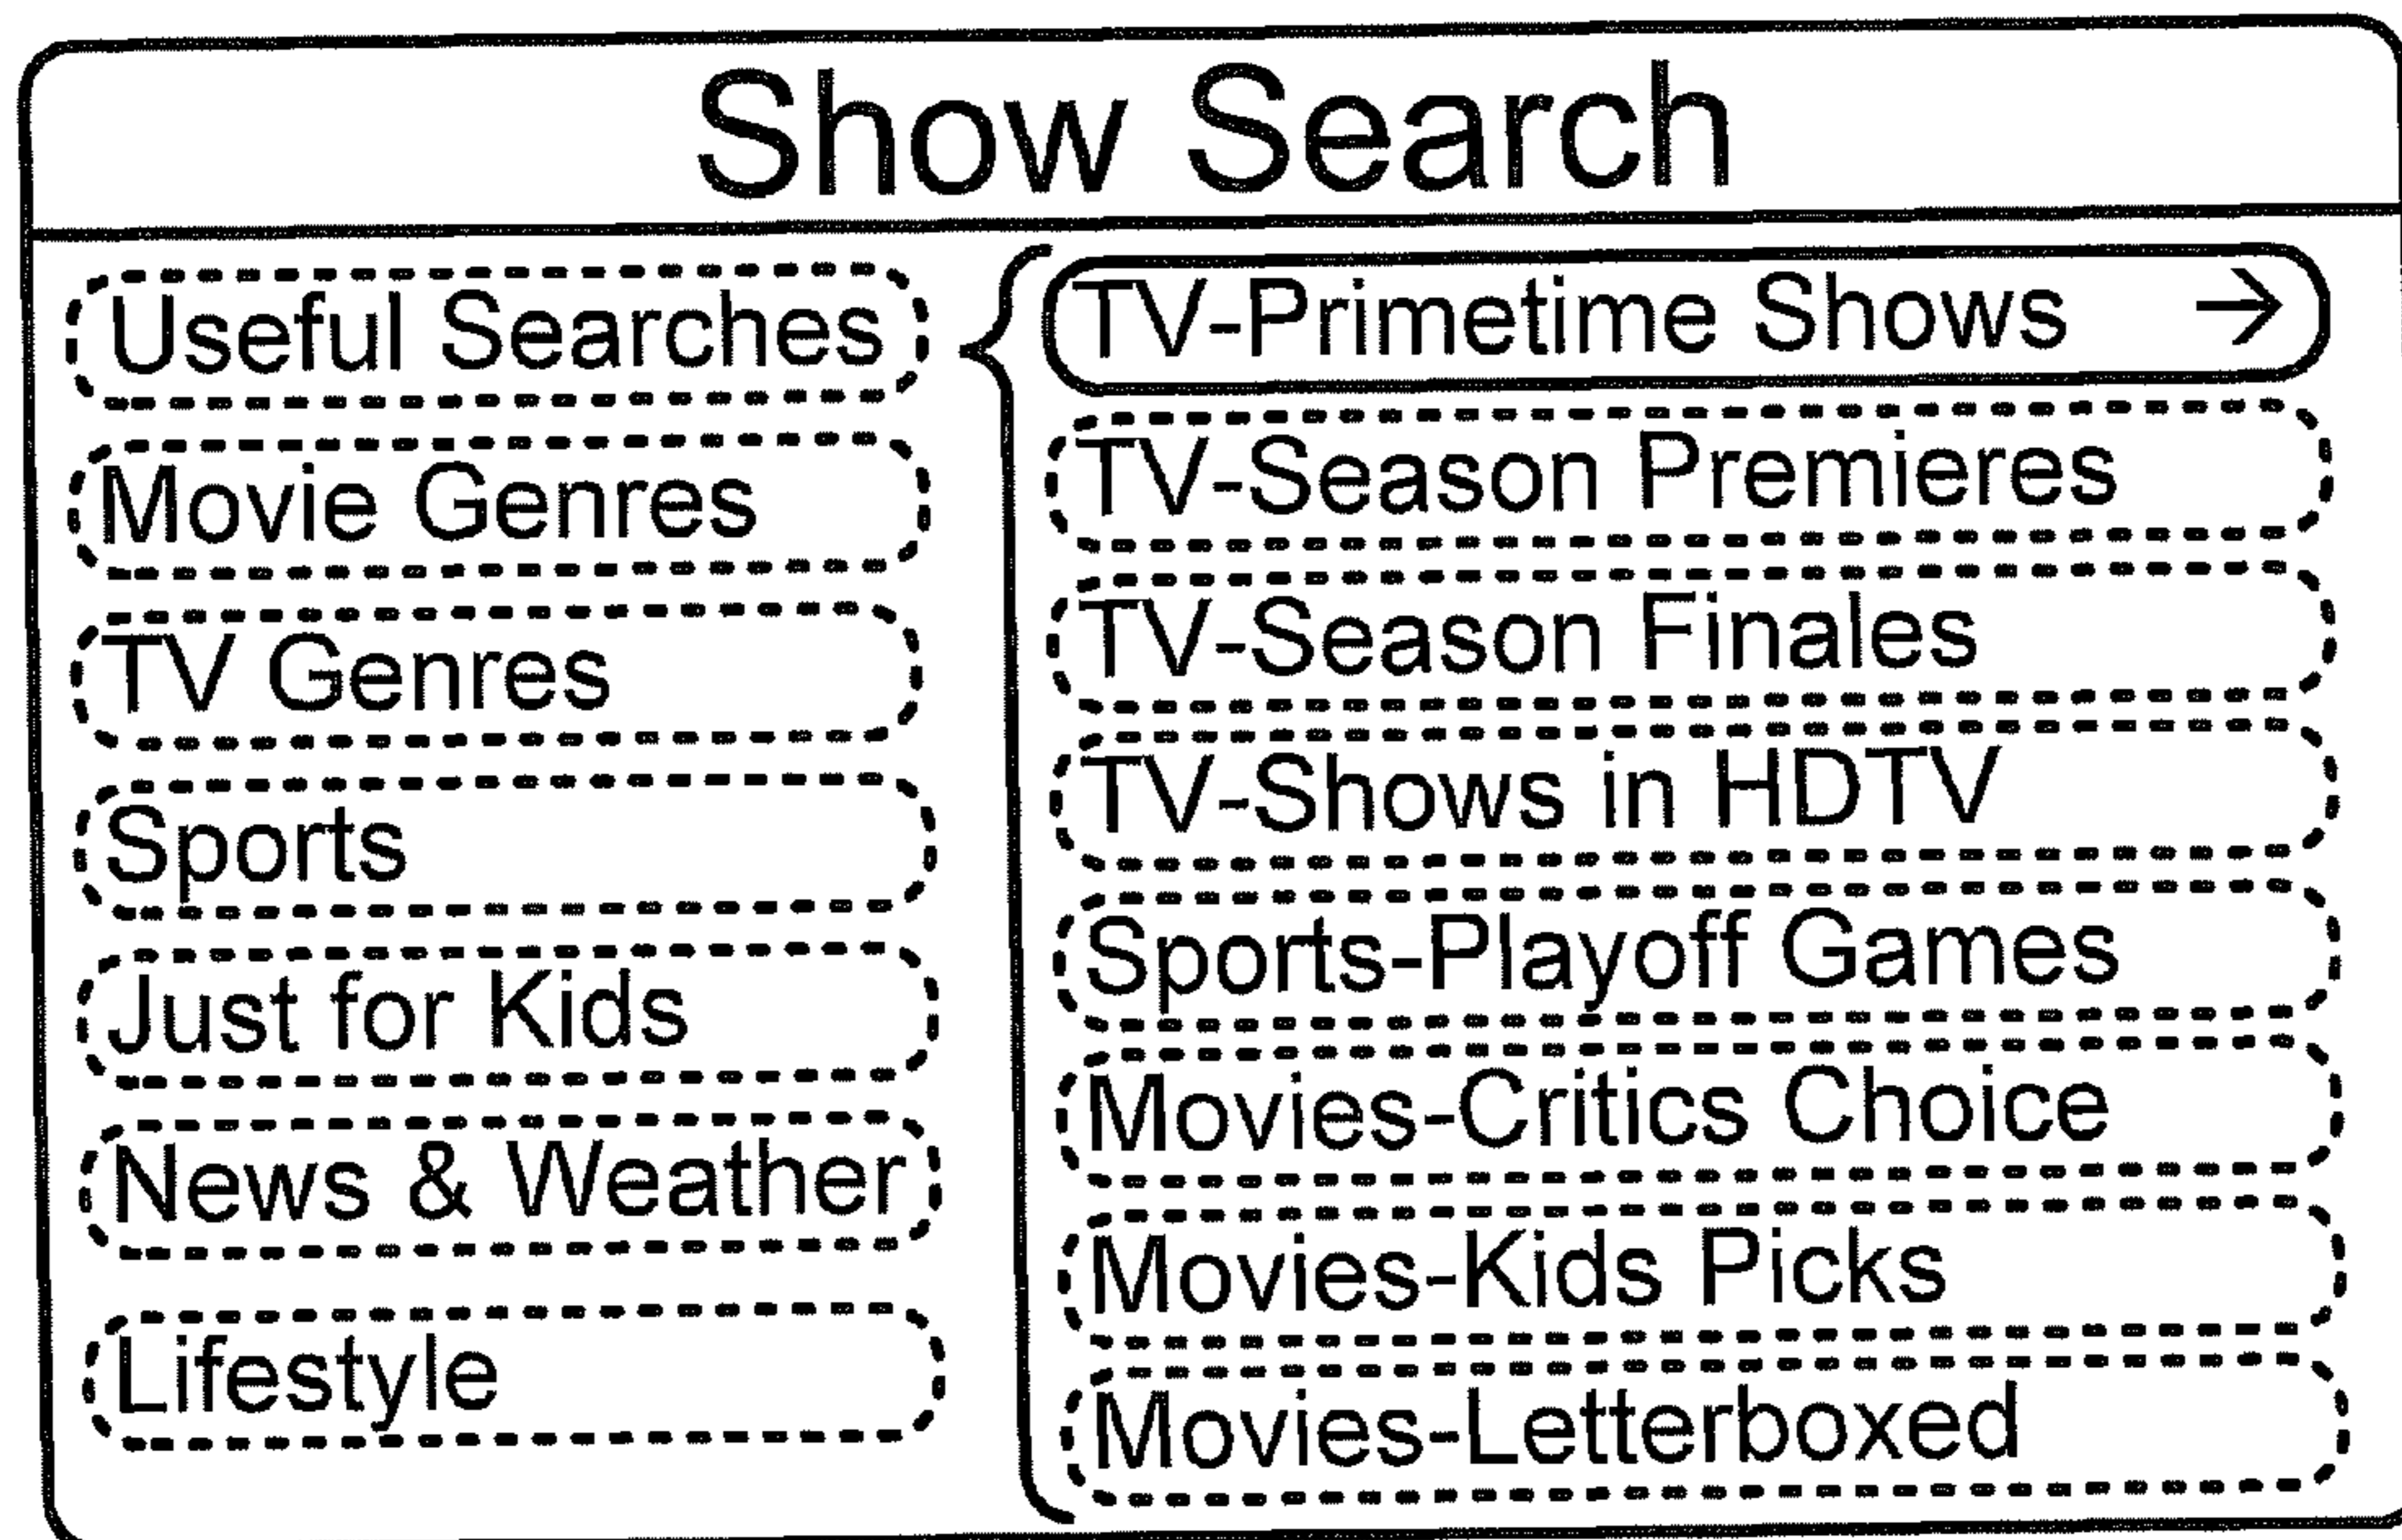 Show Search
Useful Searches
Movie Genres
TV Genres
Sports
Just for Kids
News & Weather
Lifestyle
TV-Primetime Shows →
TV-Season Premieres
TV-Season Finales
TV-Shows in HDTV
Sports-Playoff Games
Movies-Critics Choice
Movies-Kids Picks
Movies-Letterboxed